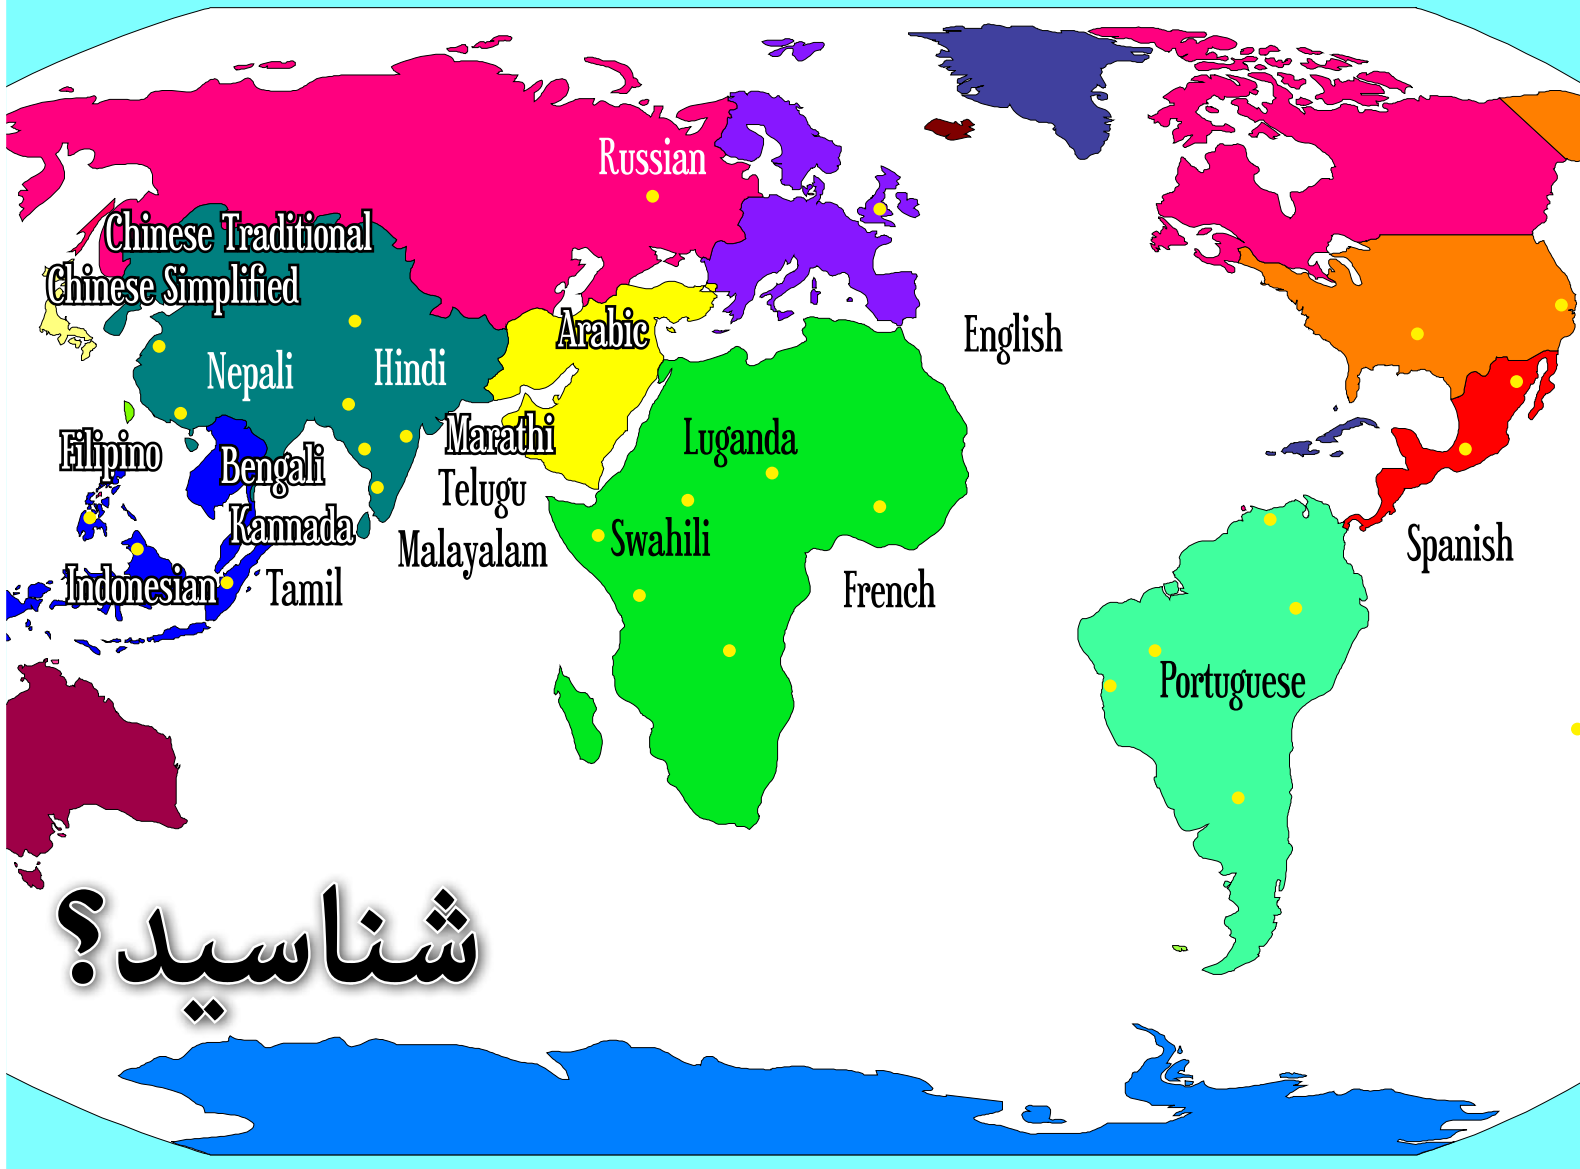 Russian
Chinese Traditional
Chinese Simplified
Arabic
English
Nepali
Hindi
Filipino
Bengali
Marathi
Luganda
Telugu
Kannada
Malayalam
Swahili
Spanish
Indonesian
Tamil
French
Portuguese
شناسید؟